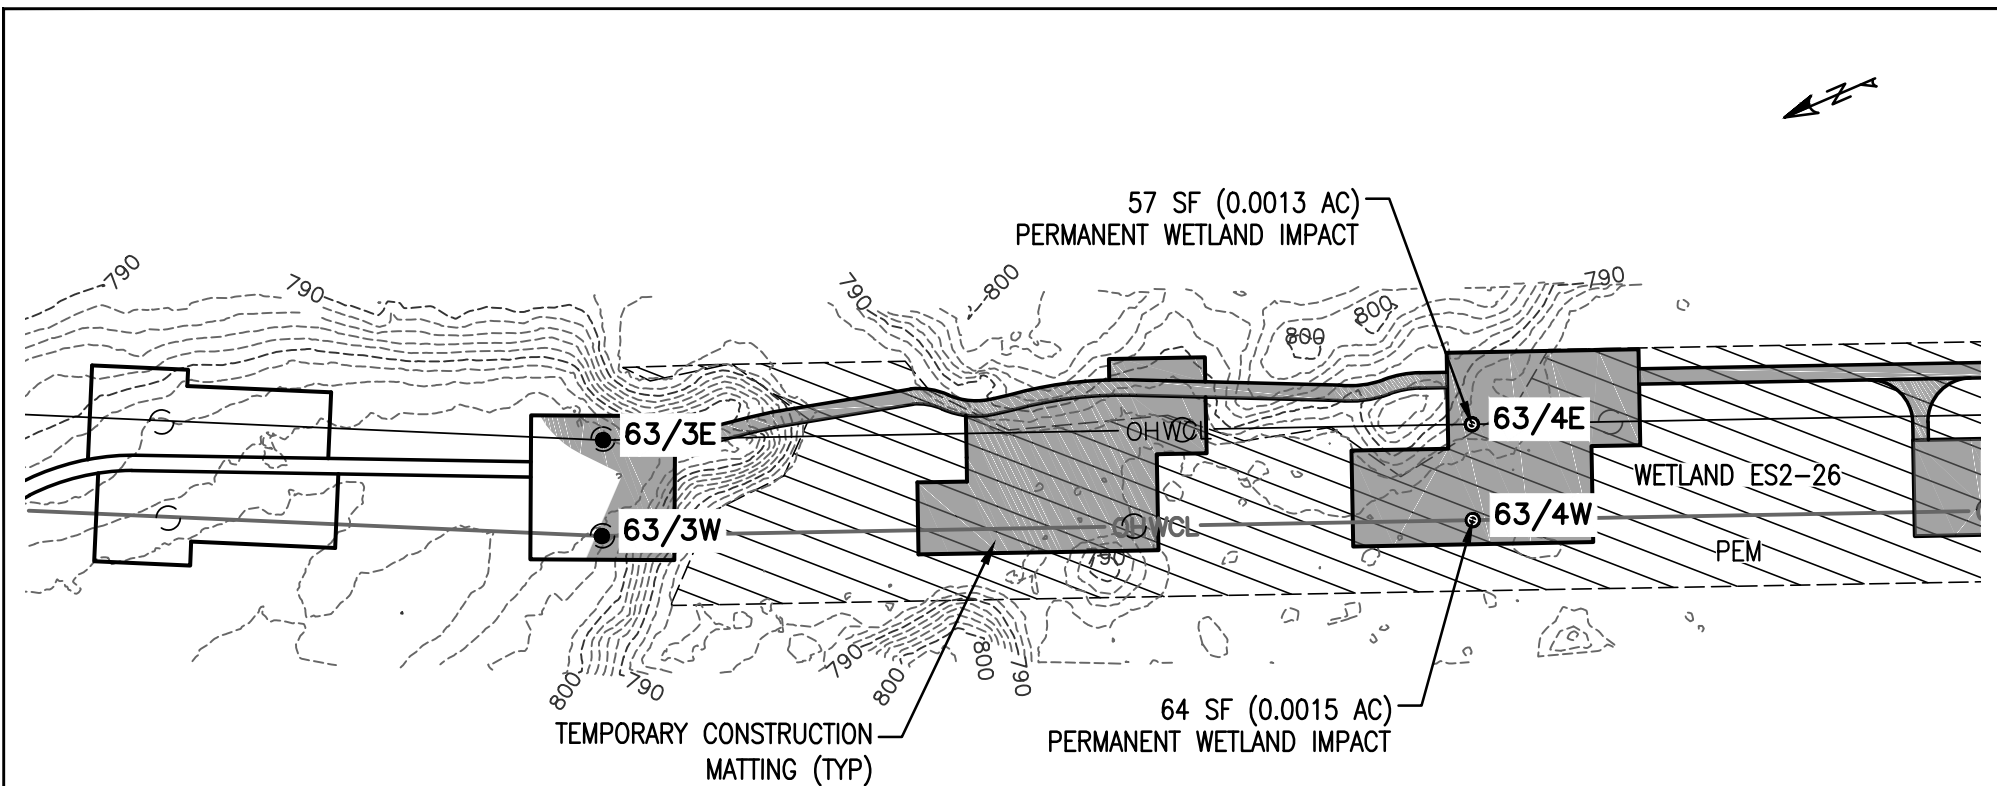 N
57 SF (0.0013 AC)
PERMANENT WETLAND IMPACT
790
790
790
800
800
800
790
63/3E
OHWCL
63/4E
WETLAND ES2-26
63/3W
OHWCL
63/4W
790
PEM
800
790
790
800
800
790
64 SF (0.0015 AC)
PERMANENT WETLAND IMPACT
TEMPORARY CONSTRUCTION
MATTING (TYP)